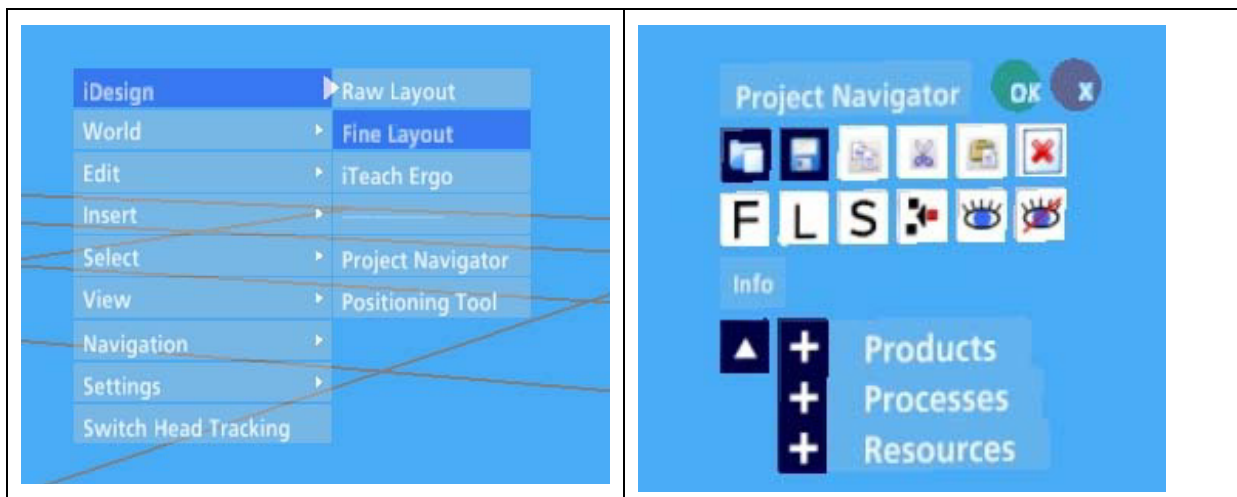 iDesign
World
Edit
Insert
Select
View
Navigation
Settings
Switch Head Tracking
Raw Layout
Fine Layout
iTeach Ergo
Project Navigator
Positioning Tool
Project Navigator OK X
F L S
Info
Products
Processes
Resources